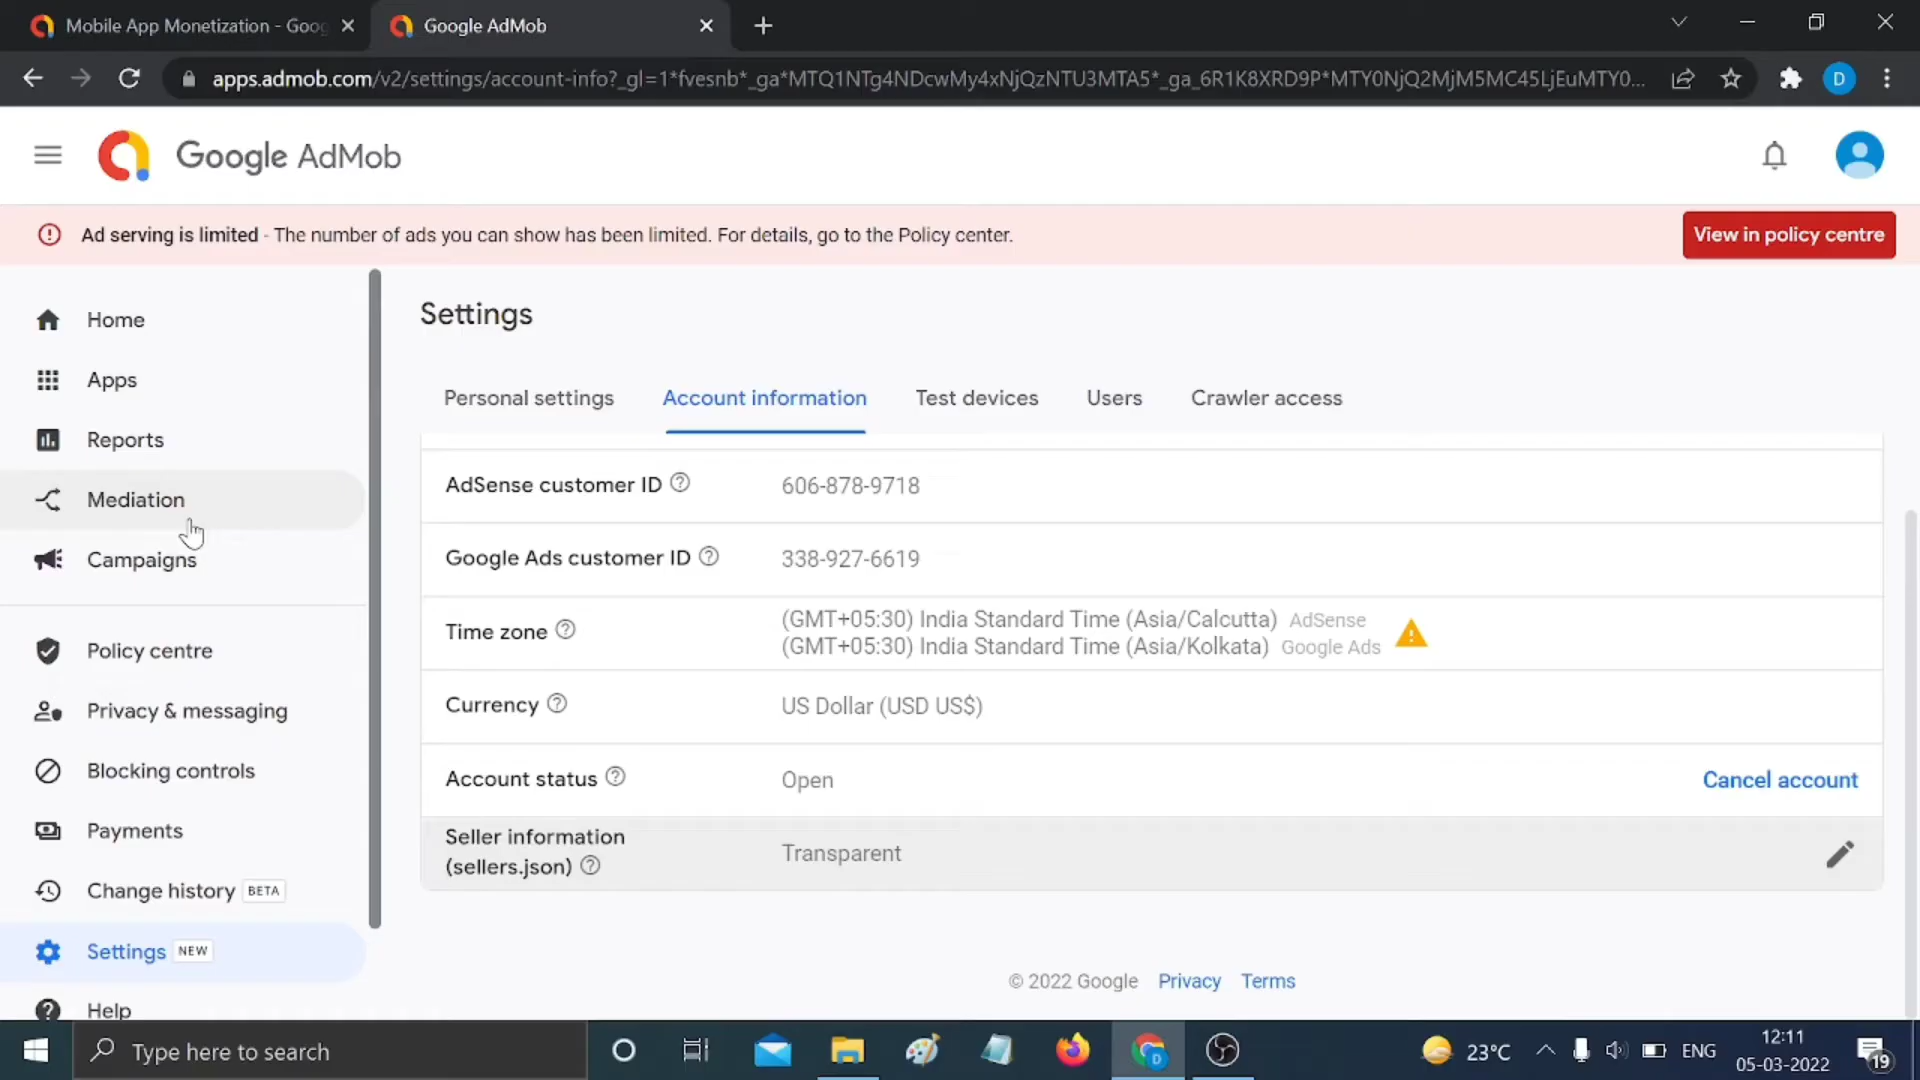 Mobile App Monetization - Goog
Google AdMob
apps.admob.com/v2/settings/account-info?_gl=1*fvesnb*_ga*MTQ1NTg4NDcwMy4xNjQzNTU3MTA5*_ga_6R1K8XRD9P*MTY0NjQ2MjM5MC45LjEuMTY0...
D
Google AdMob
Ad serving is limited - The number of ads you can show has been limited. For details, go to the Policy center.
View in policy centre
Home
Apps
Reports
Mediation
Campaigns
Policy centre
Privacy & messaging
Blocking controls
Payments
Change history BETA
Settings NEW
Help
Settings
Personal settings Account information Test devices Users Crawler access
AdSense customer ID 606-878-9718
Google Ads customer ID 338-927-6619
Time zone (GMT+05:30) India Standard Time (Asia/Calcutta) AdSense
(GMT+05:30) India Standard Time (Asia/Kolkata) Google Ads
Currency US Dollar (USD US$)
Account status Open Cancel account
Seller information
(sellers.json) Transparent
© 2022 Google Privacy Terms
Type here to search
D
23°C
ENG
12:11
05-03-2022
19